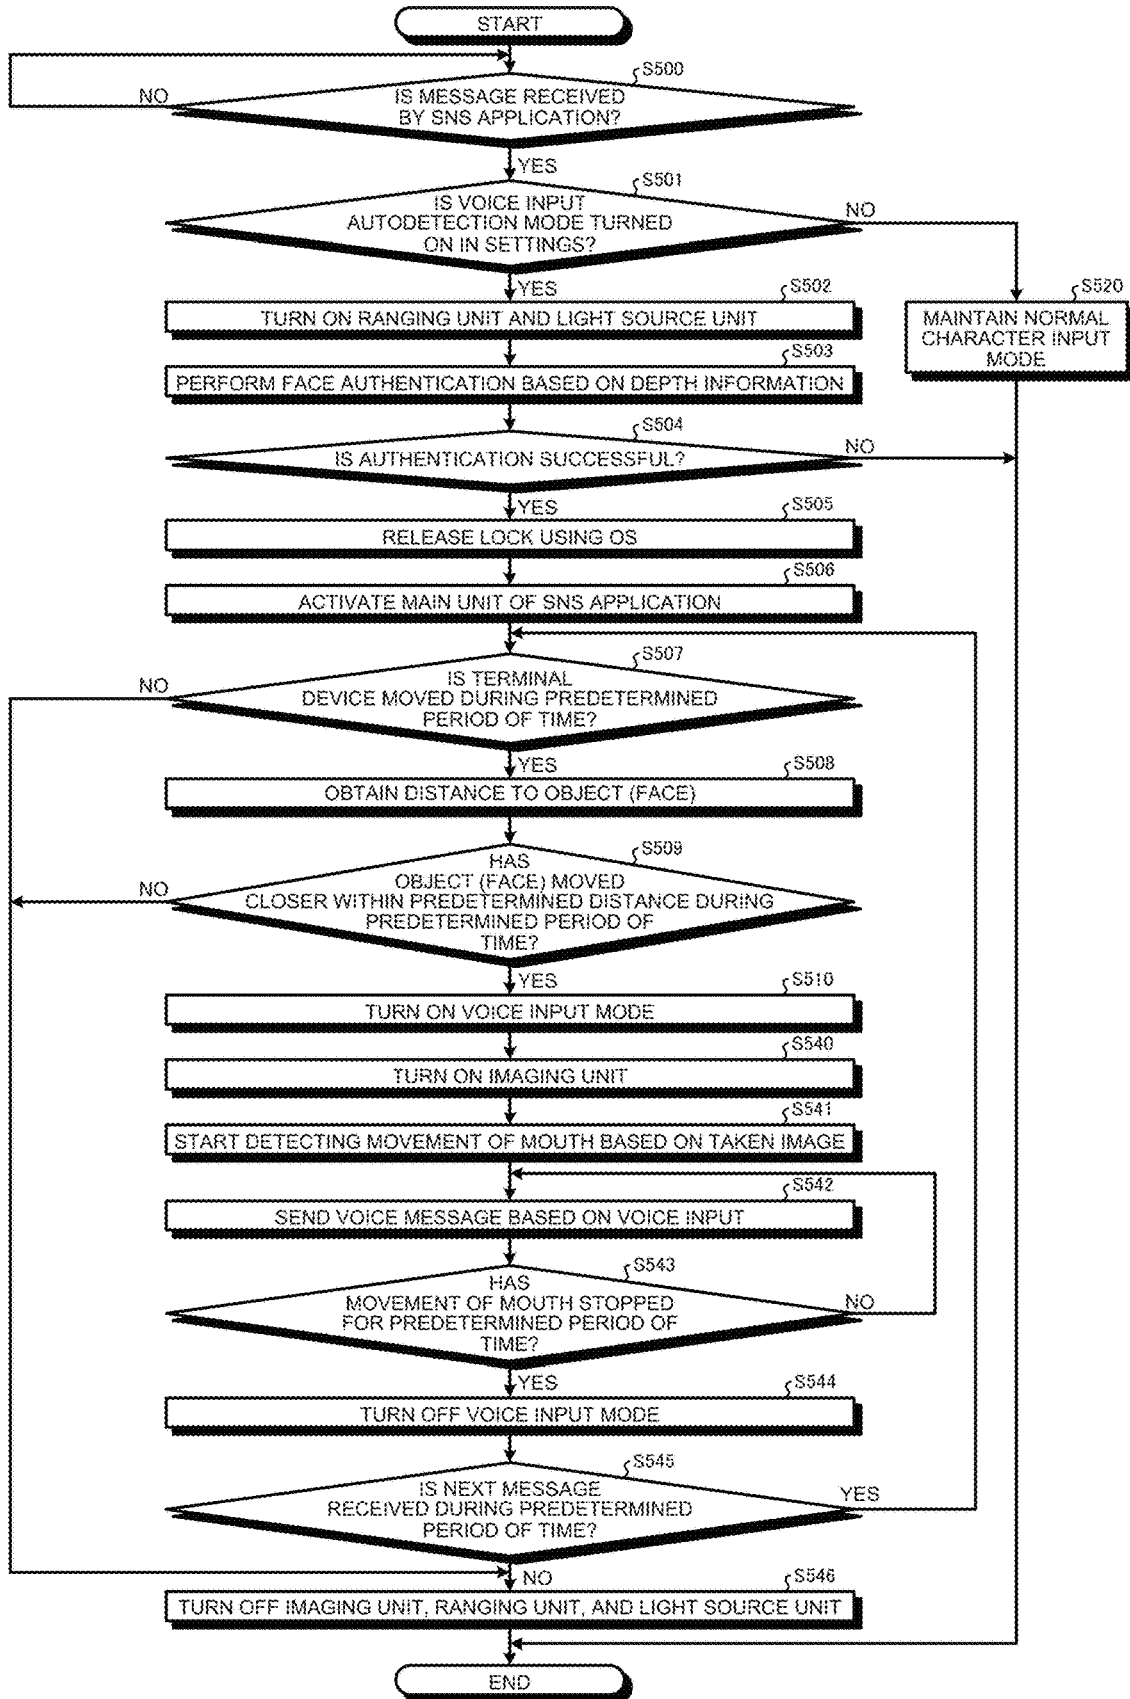 START
S500
NO
IS MESSAGE RECEIVED
BY SNS APPLICATION?
YES
S501
IS VOICE INPUT
AUTODETECTION MODE TURNED
ON IN SETTINGS?
NO
YES
S502
TURN ON RANGING UNIT AND LIGHT SOURCE UNIT
S520
MAINTAIN NORMAL
CHARACTER INPUT
MODE
S503
PERFORM FACE AUTHENTICATION BASED ON DEPTH INFORMATION
S504
IS AUTHENTICATION SUCCESSFUL?
NO
YES
S505
RELEASE LOCK USING OS
S506
ACTIVATE MAIN UNIT OF SNS APPLICATION
S507
NO
IS TERMINAL
DEVICE MOVED DURING PREDETERMINED
PERIOD OF TIME?
YES
S508
OBTAIN DISTANCE TO OBJECT (FACE)
S509
NO
HAS
OBJECT (FACE) MOVED
CLOSER WITHIN PREDETERMINED DISTANCE DURING
PREDETERMINED PERIOD OF
TIME?
YES
S510
TURN ON VOICE INPUT MODE
S540
TURN ON IMAGING UNIT
S541
START DETECTING MOVEMENT OF MOUTH BASED ON TAKEN IMAGE
S542
SEND VOICE MESSAGE BASED ON VOICE INPUT
S543
HAS
MOVEMENT OF MOUTH STOPPED
FOR PREDETERMINED PERIOD OF
TIME?
NO
YES
S544
TURN OFF VOICE INPUT MODE
S545
IS NEXT MESSAGE
RECEIVED DURING PREDETERMINED
PERIOD OF TIME?
YES
NO
S546
TURN OFF IMAGING UNIT, RANGING UNIT, AND LIGHT SOURCE UNIT
END